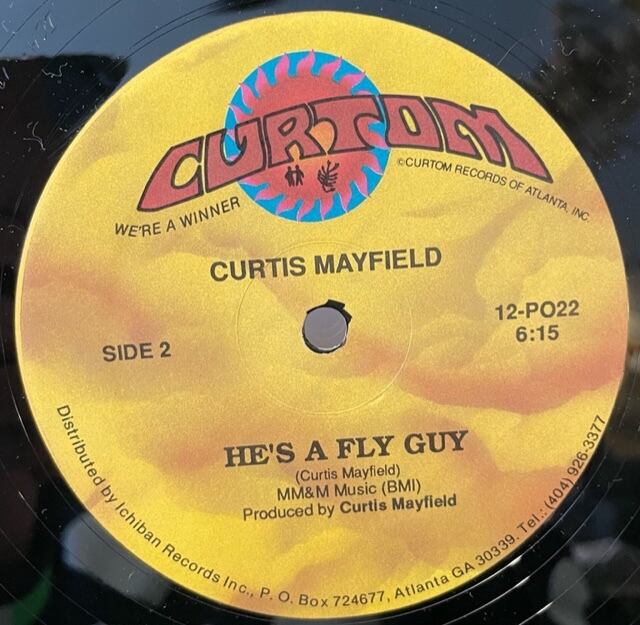 CURTOM
©CURTOM RECORDS OF ATLANTA, INC.
WE'RE A WINNER
CURTIS MAYFIELD
12-PO22
6:15
SIDE 2
HE'S A FLY GUY
(Curtis Mayfield)
MM&M Music (BMI)
Produced by Curtis Mayfield
Distributed by Ichiban Records Inc., P. O. Box 724677, Atlanta GA 30339. Tel.: (404) 926-3377